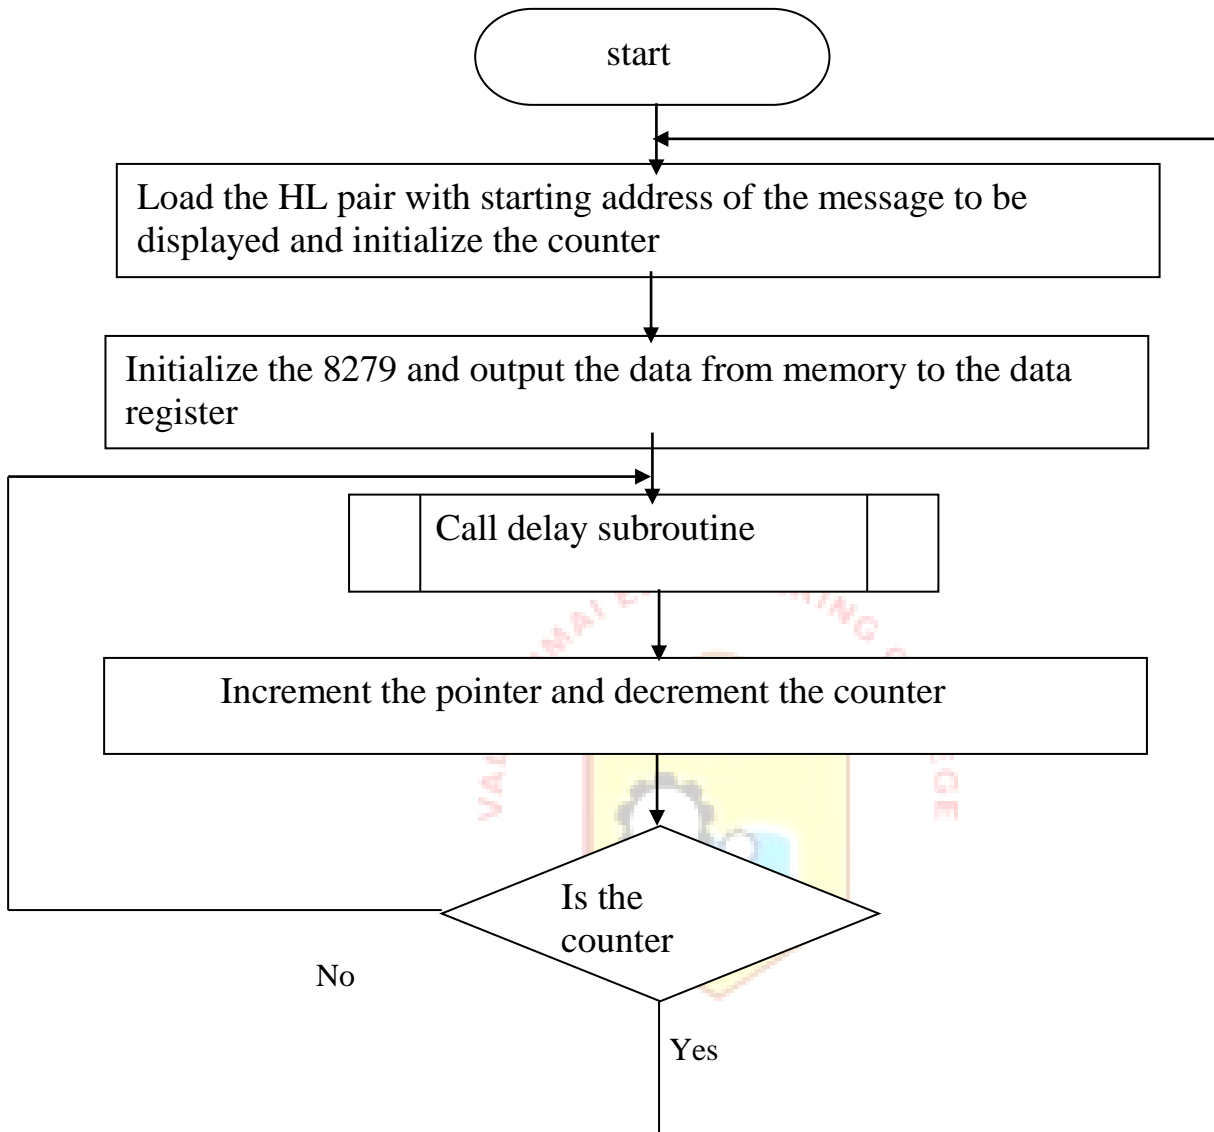 start
Load the HL pair with starting address of the message to be
displayed and initialize the counter
Initialize the 8279 and output the data from memory to the data
register
Call delay subroutine
Increment the pointer and decrement the counter
Is the
counter
No
Yes